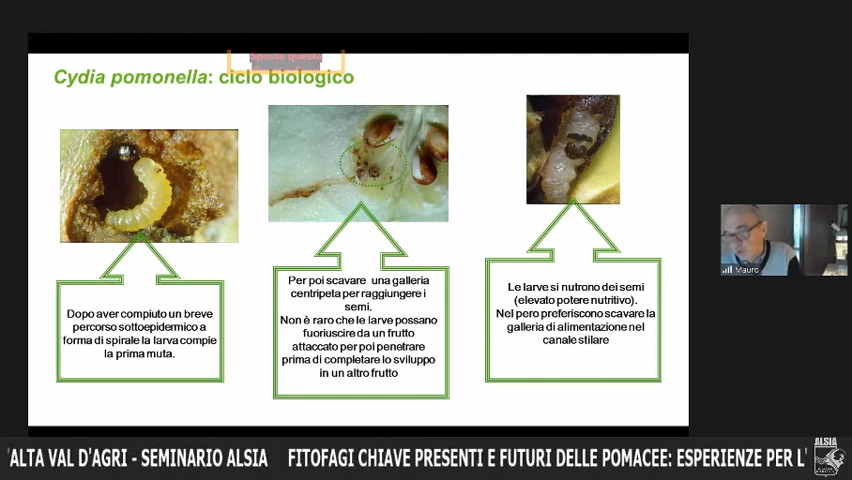 Sposta questa
Cydia pomonella: ciclo biologico
Dopo aver compiuto un breve
percorso sottoepidermico a
forma di spirale la larva compie
la prima muta.
Per poi scavare una galleria
centripeta per raggiungere i
semi.
Non è raro che le larve possano
fuoriuscire da un frutto
attaccato per poi penetrare
prima di completare lo sviluppo
in un altro frutto
Le larve si nutrono dei semi
(elevato potere nutritivo).
Nel pero preferiscono scavare la
galleria di alimentazione nel
canale stilare
Mauro
'ALTA VAL D'AGRI - SEMINARIO ALSIA FITOFAGI CHIAVE PRESENTI E FUTURI DELLE POMACEE: ESPERIENZE PER L'
ALSIA